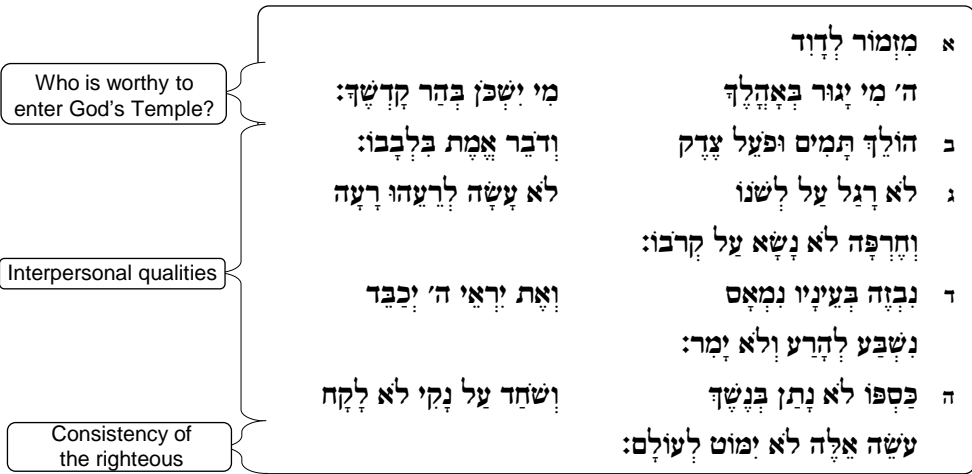 א מִזְמוֹר לְדָוִד
Who is worthy to
enter God's Temple?
ה׳ מִי יָגוּר בְּאָהֳלֶךָ מִי יִשְׁכֹּן בְּהַר קָדְשֶׁךָ:
ב הוֹלֵךְ תָּמִים וּפֹעֵל צֶדֶק וְדֹבֵר אֱמֶת בִּלְבָבוֹ:
ג לֹא רָגַל עַל לְשֹׁנוֹ לֹא עָשָׂה לְרֵעֵהוּ רָעָה
וְחֶרְפָּה לֹא נָשָׂא עַל קְרֹבוֹ:
Interpersonal qualities
ד נִבְזֶה בְּעֵינָיו נִמְאָס וְאֶת יִרְאֵי ה׳ יְכַבֵּד
נִשְׁבַּע לְהָרַע וְלֹא יָמִר:
ה כַּסְפּוֹ לֹא נָתַן בְּנֶשֶׁךְ וְשֹׁחַד עַל נָקִי לֹא לָקָח
Consistency of
the righteous
עֹשֵׂה אֵלֶּה לֹא יִמּוֹט לְעוֹלָם: